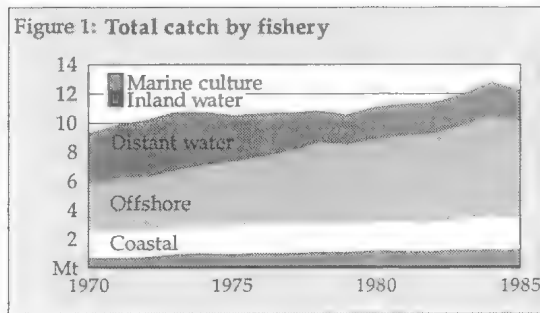 Figure 1: Total catch by fishery
14
Marine culture
12
Inland water
10
Distant water
8
6
Offshore
4
2
Coastal
Mt
1970
1975
1980
1985